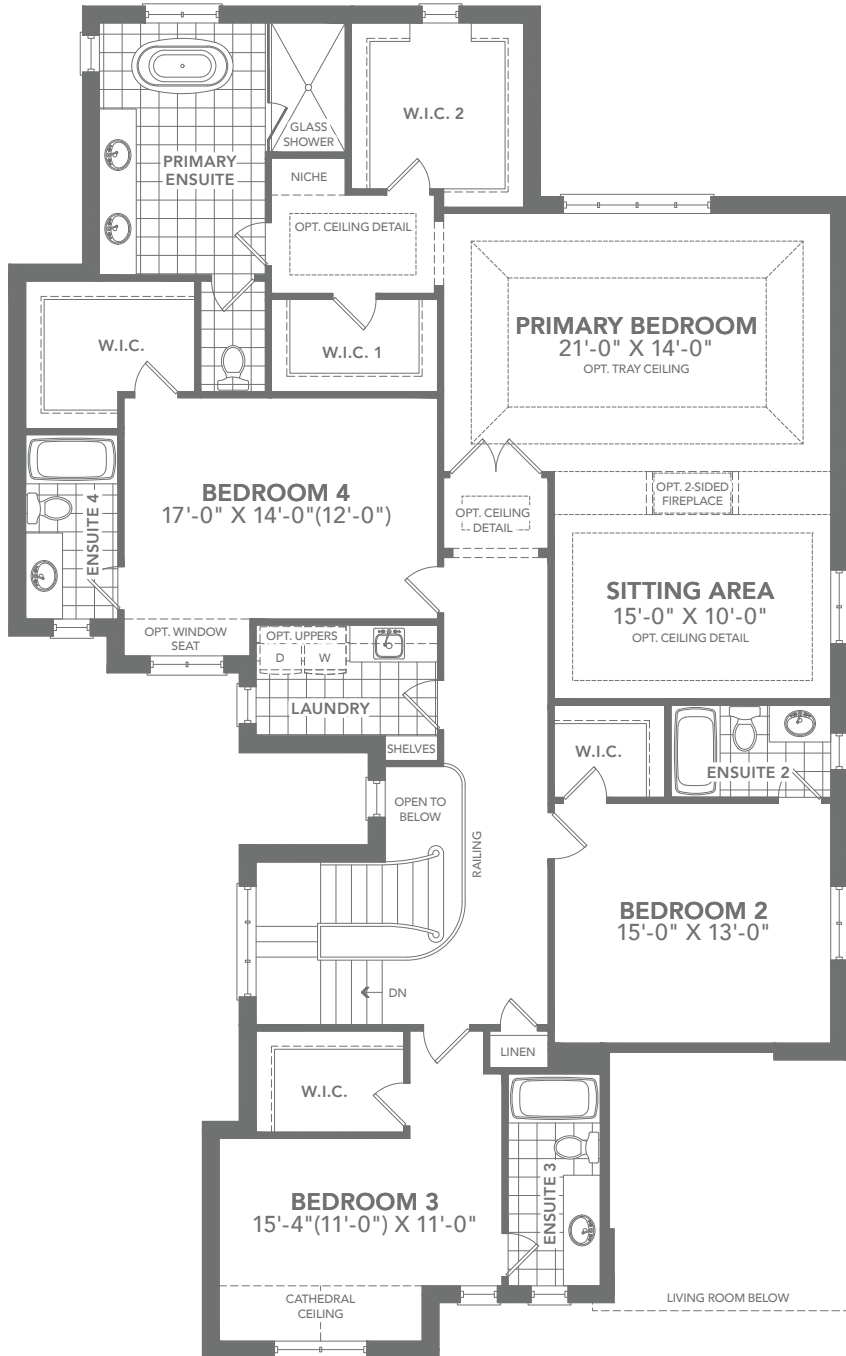 W.I.C. 2
GLASS
SHOWER
PRIMARY
ENSUITE
NICHE
OPT. CEILING DETAIL
W.I.C.
W.I.C. 1
PRIMARY BEDROOM
21'-0" X 14'-0"
OPT. TRAY CEILING
BEDROOM 4
17'-0" X 14'-0"(12'-0")
ENSUITE 4
OPT. CEILING
DETAIL
OPT. 2-SIDED
FIREPLACE
SITTING AREA
15'-0" X 10'-0"
OPT. CEILING DETAIL
OPT. WINDOW
SEAT
OPT. UPPERS
D
W
LAUNDRY
SHELVES
W.I.C.
ENSUITE 2
OPEN TO
BELOW
RAILING
BEDROOM 2
15'-0" X 13'-0"
DN
LINEN
W.I.C.
BEDROOM 3
15'-4"(11'-0") X 11'-0"
ENSUITE 3
CATHEDRAL
CEILING
LIVING ROOM BELOW